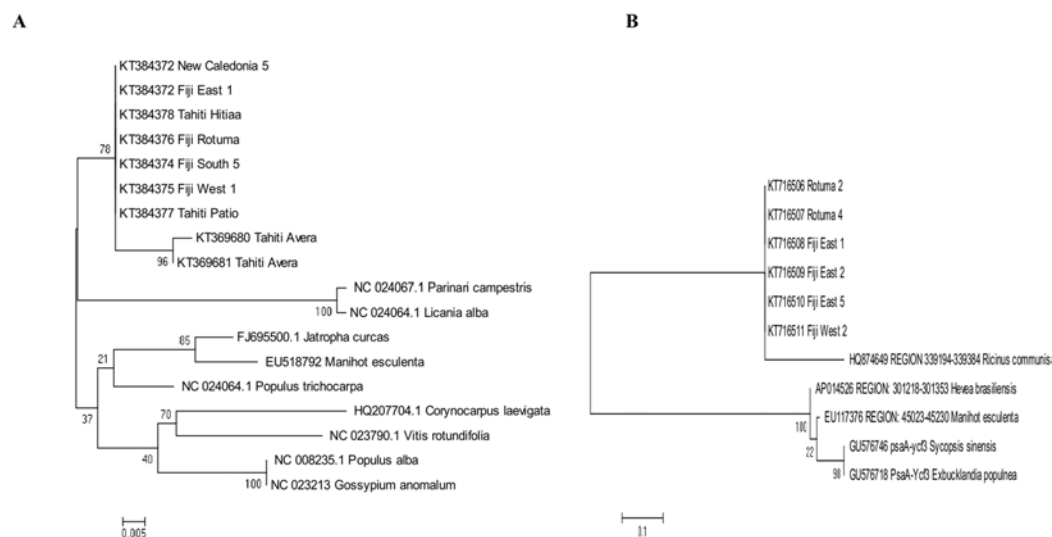 A
KT384372 New Caledonia 5
KT384372 Fiji East 1
KT384378 Tahiti Hitiaa
KT384376 Fiji Rotuma
KT384374 Fiji South 5
KT384375 Fiji West 1
KT384377 Tahiti Patio
78
KT369680 Tahiti Avera
KT369681 Tahiti Avera
96
NC 024067.1 Parinari campestris
NC 024064.1 Licania alba
100
FJ695500.1 Jatropha curcas
85
EU518792 Manihot esculenta
21
NC 024064.1 Populus trichocarpa
37
HQ207704.1 Corynocarpus laevigata
70
NC 023790.1 Vitis rotundifolia
40
NC 008235.1 Populus alba
NC 023213 Gossypium anomalum
100
0.005
B
KT716506 Rotuma 2
KT716507 Rotuma 4
KT716508 Fiji East 1
KT716509 Fiji East 2
KT716510 Fiji East 5
KT716511 Fiji West 2
HQ874649 REGION 339194-339384 Ricinus communis
AP014526 REGION: 301218-301353 Hevea brasiliensis
100
EU117376 REGION: 45023-45230 Manihot esculenta
22
GU576746 psaA-ycf3 Sycopsis sinensis
98
GU576718 PsaA-Ycf3 Exbucklandia populnea
0.1